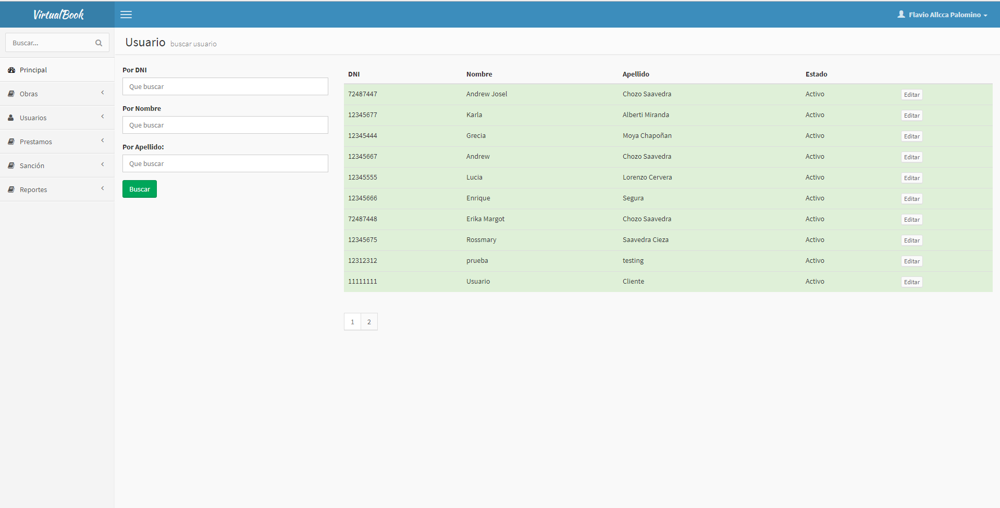 VirtualBook
Flavio Allcca Palomino
Buscar...
Principal
Obras
Usuarios
Prestamos
Sanción
Reportes
Usuario buscar usuario
Por DNI
Que buscar
Por Nombre
Que buscar
Por Apellido:
Que buscar
Buscar
DNI Nombre Apellido Estado
72487447 Andrew Josel Chozo Saavedra Activo Editar
12345677 Karla Alberti Miranda Activo Editar
12345444 Grecia Moya Chapoñan Activo Editar
12345667 Andrew Chozo Saavedra Activo Editar
12345555 Lucia Lorenzo Cervera Activo Editar
12345666 Enrique Segura Activo Editar
72487448 Erika Margot Chozo Saavedra Activo Editar
12345675 Rossmary Saavedra Cieza Activo Editar
12312312 prueba testing Activo Editar
11111111 Usuario Cliente Activo Editar
1 2